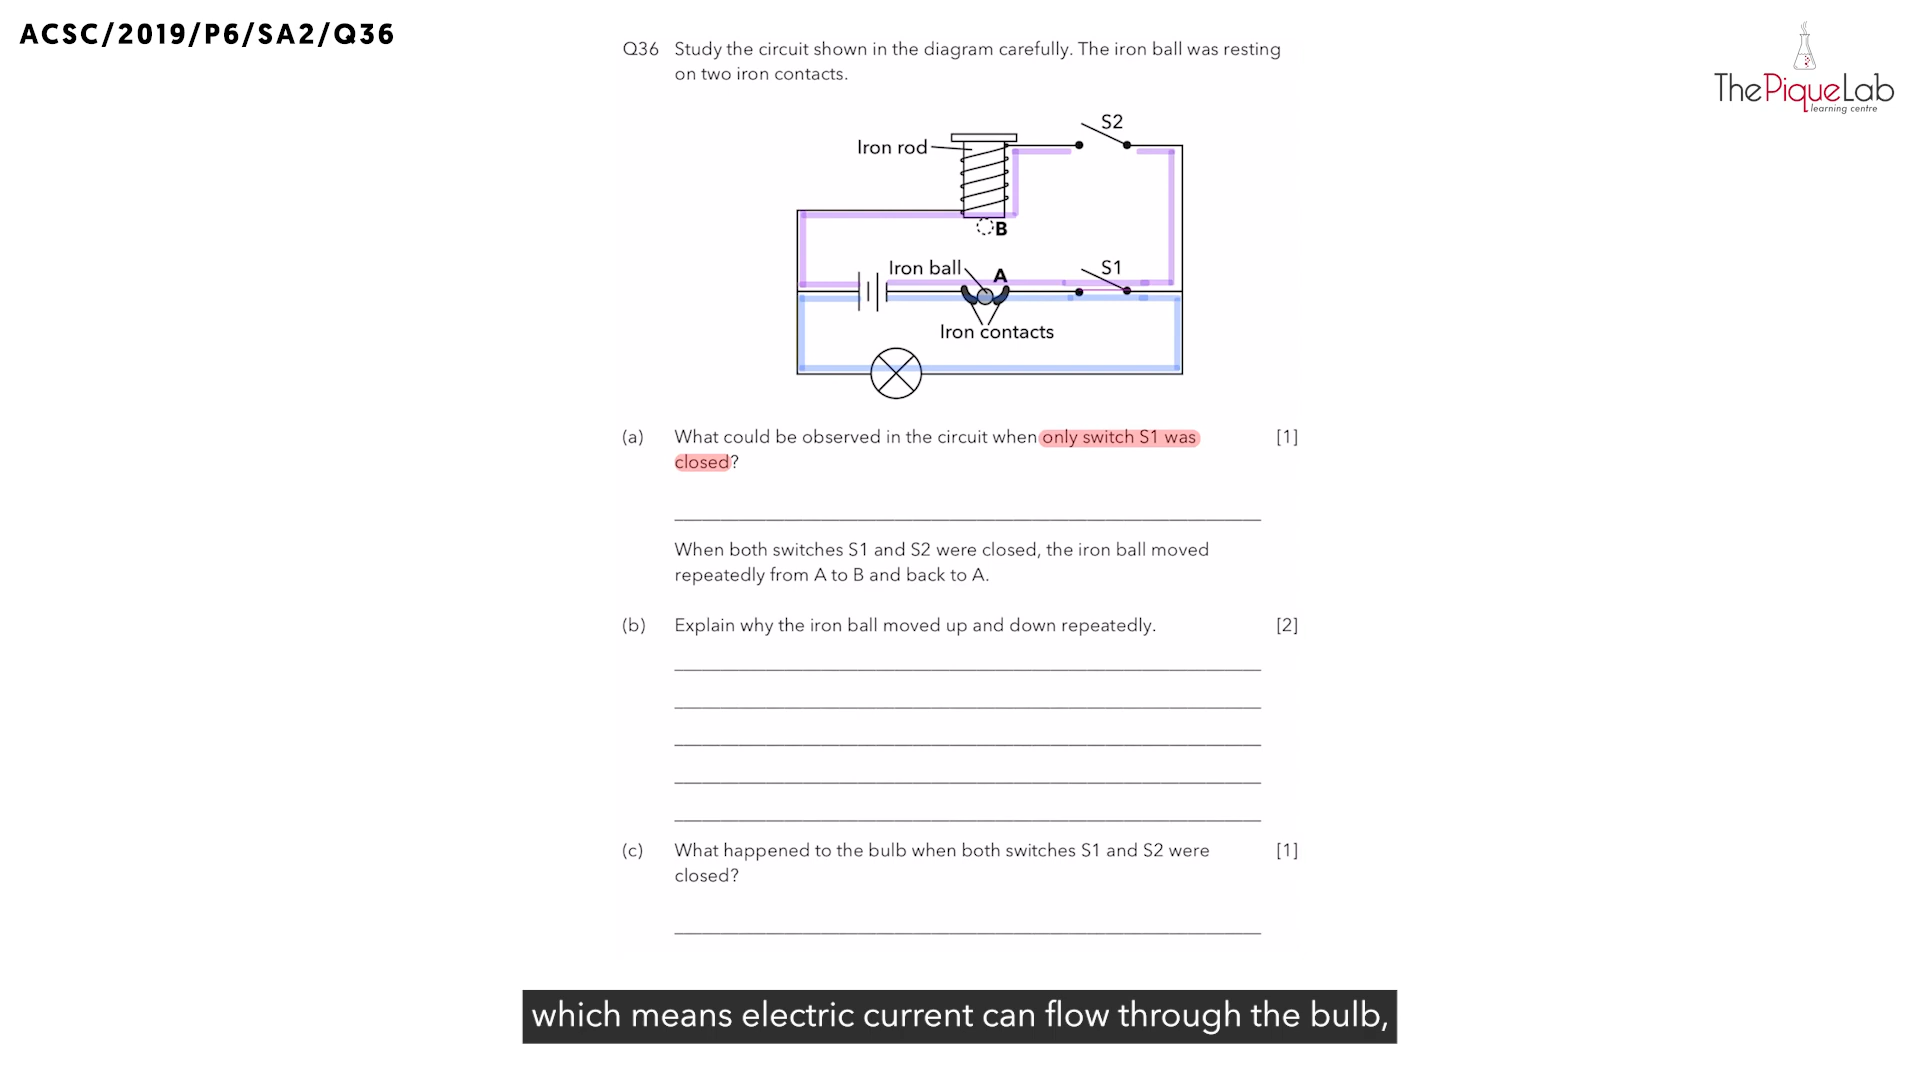 ACSC/2019/P6/SA2/Q36
ThePiqueLab
learning centre
Q36 Study the circuit shown in the diagram carefully. The iron ball was resting
on two iron contacts.
S2
Iron rod
B
Iron ball
A
S1
Iron contacts
(a) What could be observed in the circuit when only switch S1 was [1]
closed?
When both switches S1 and S2 were closed, the iron ball moved
repeatedly from A to B and back to A.
(b) Explain why the iron ball moved up and down repeatedly. [2]
(c) What happened to the bulb when both switches S1 and S2 were [1]
closed?
which means electric current can flow through the bulb,